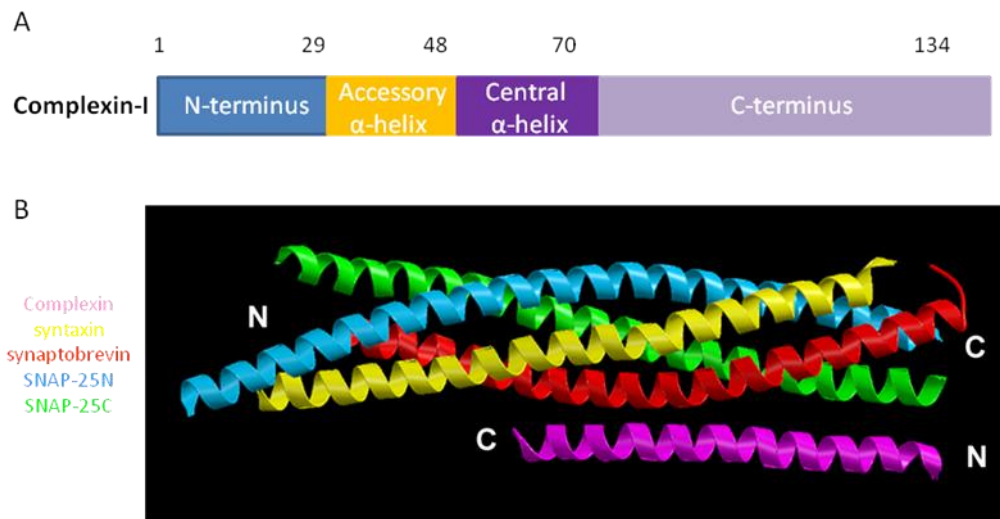 A
1 29 48 70 134
Complexin-I N-terminus Accessory α-helix Central α-helix C-terminus
B
Complexin
syntaxin
synaptobrevin
SNAP-25N
SNAP-25C
N
C
C
N